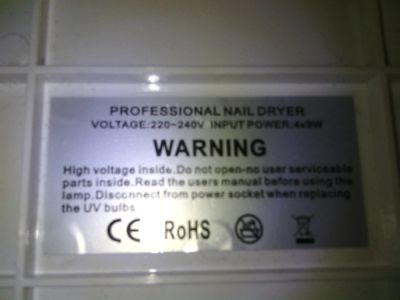 PROFESSIONAL NAIL DRYER
VOLTAGE:220~240V INPUT POWER:4x9W
WARNING
High voltage inside.Do not open-no user serviceable
parts inside.Read the users manual before using the
lamp.Disconnect from power socket when replacing
the UV bulbs
CE RoHS